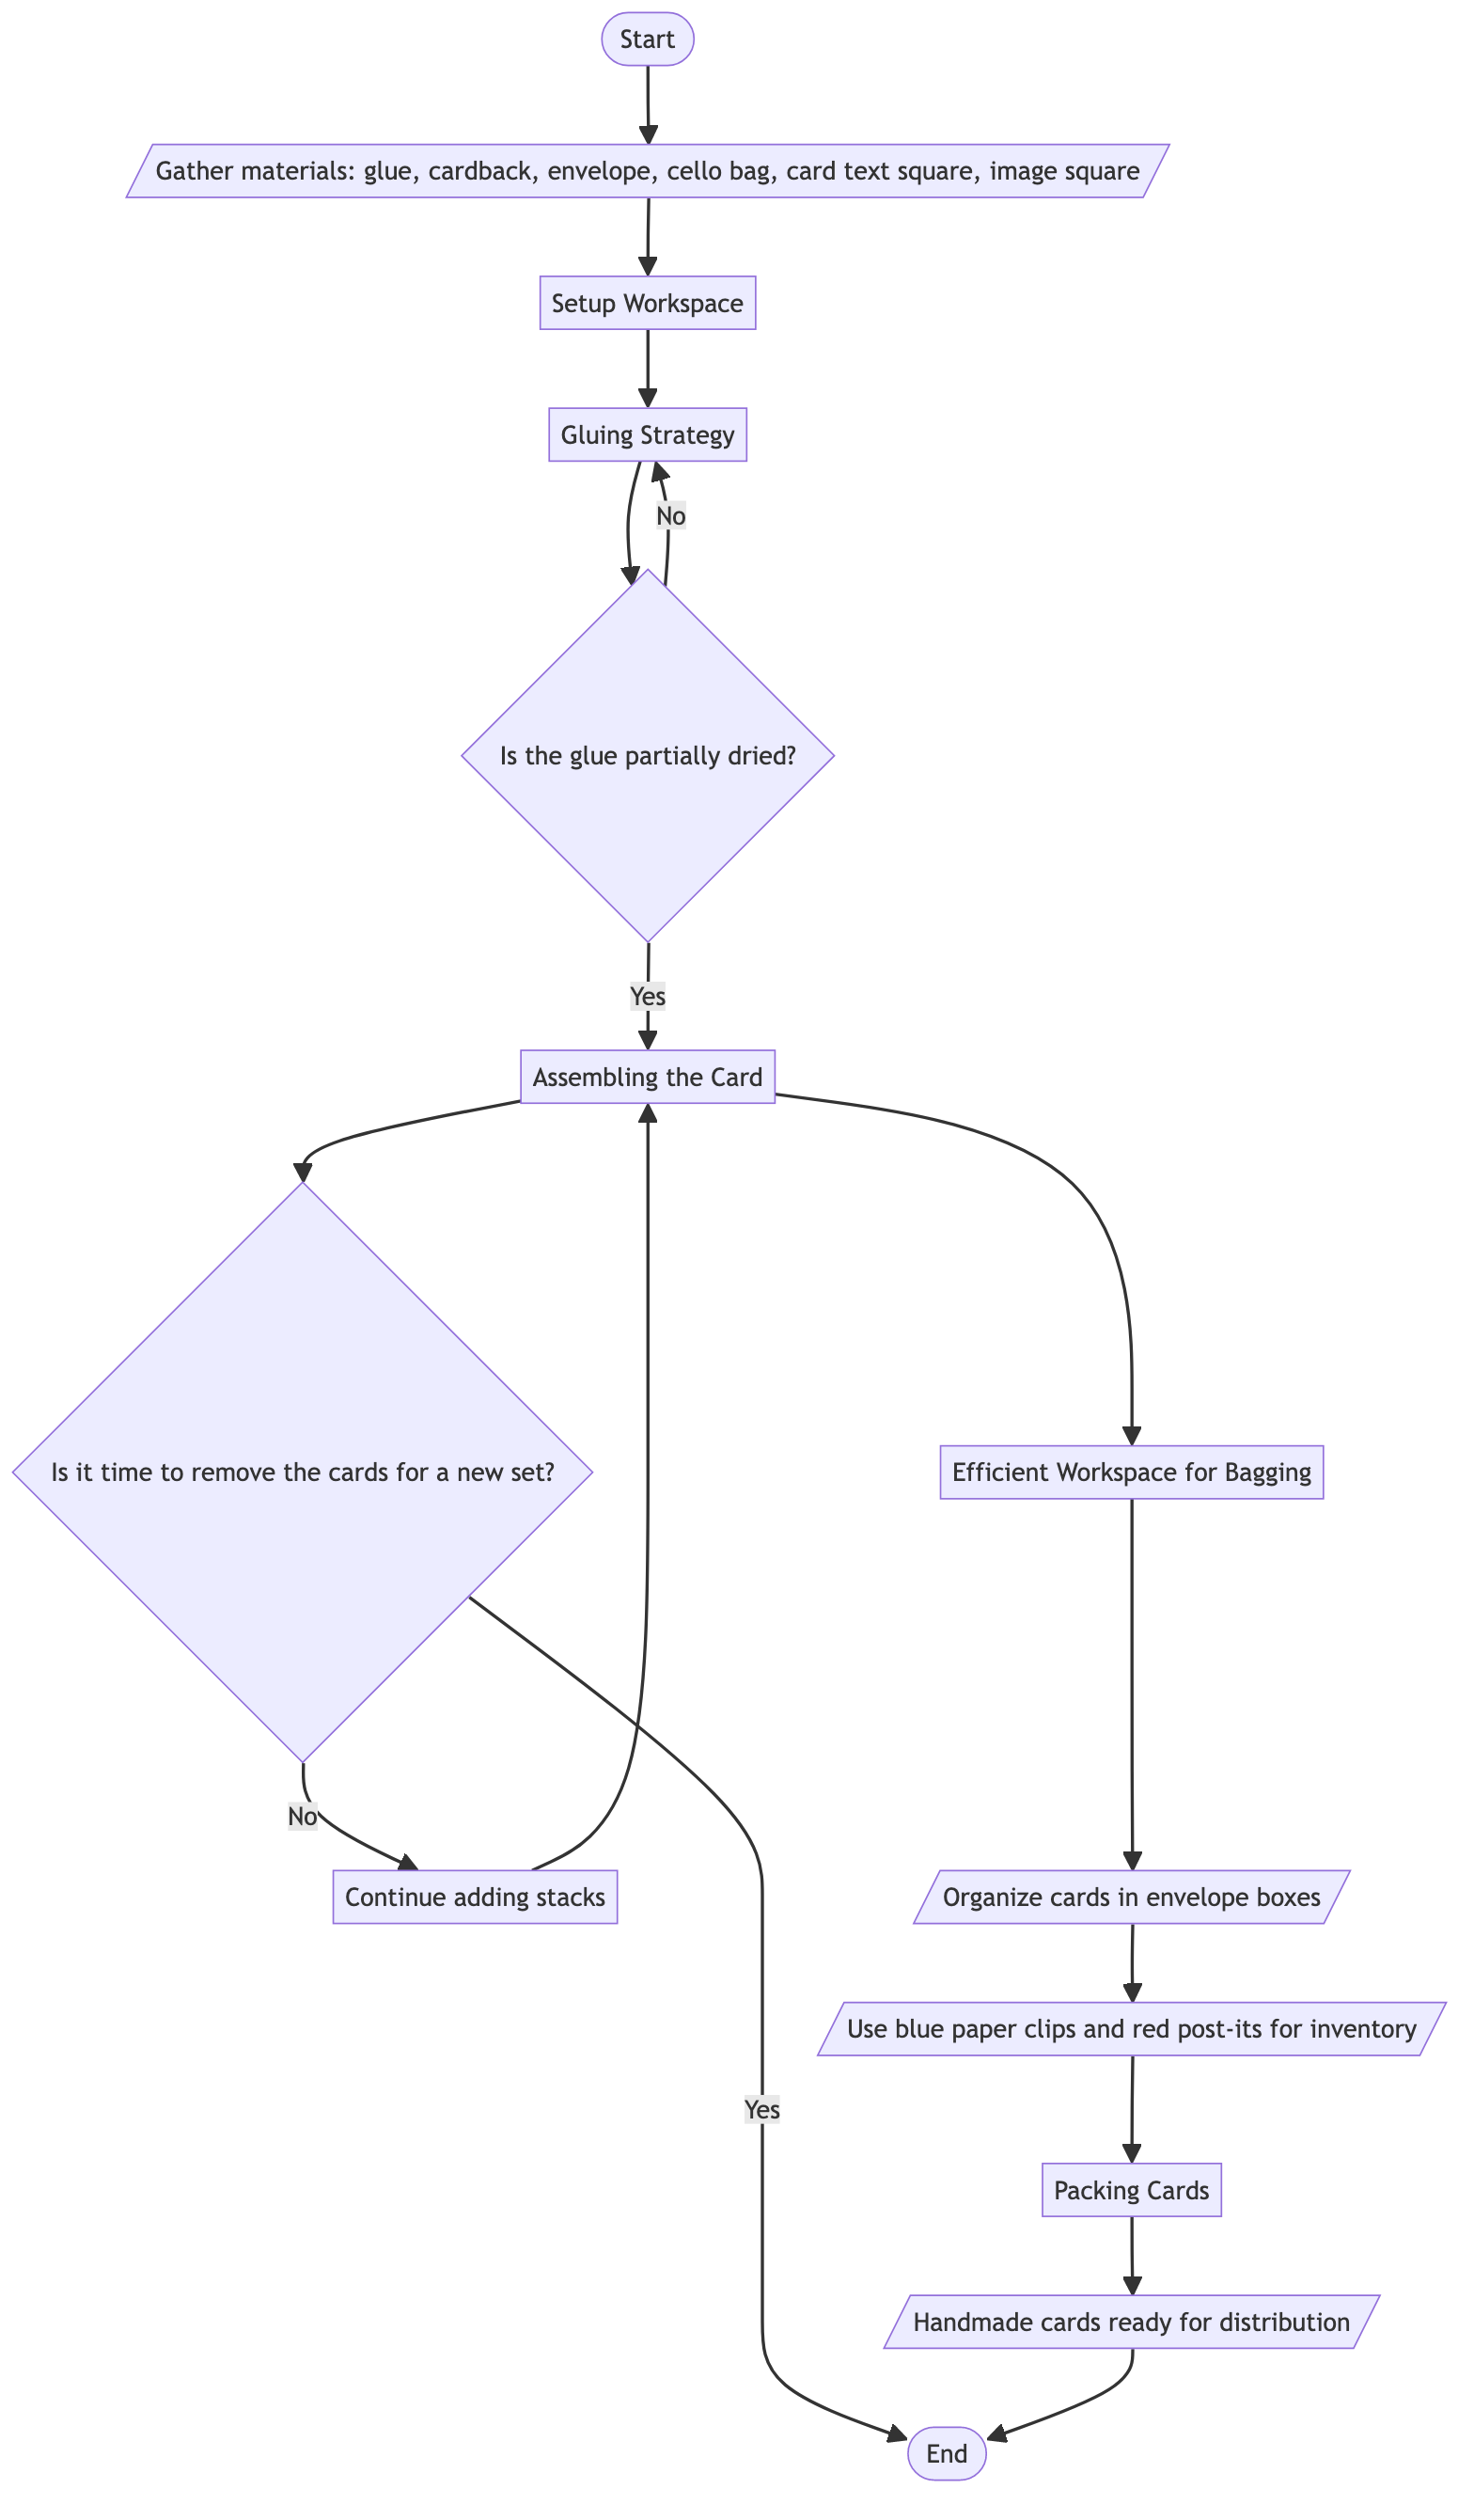 Start
Gather materials: glue, cardback, envelope, cello bag, card text square, image square
Setup Workspace
Gluing Strategy
No
Is the glue partially dried?
Yes
Assembling the Card
Is it time to remove the cards for a new set?
Efficient Workspace for Bagging
No
Continue adding stacks
Organize cards in envelope boxes
Use blue paper clips and red post-its for inventory
Yes
Packing Cards
Handmade cards ready for distribution
End